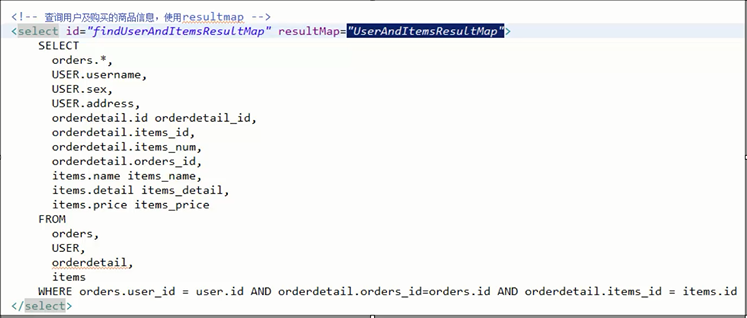 <!-- 查询用户及购买的商品信息，使用resultmap -->
<select id="findUserAndItemsResultMap" resultMap="UserAndItemsResultMap">
SELECT
orders.*,
USER.username,
USER.sex,
USER.address,
orderdetail.id orderdetail_id,
orderdetail.items_id,
orderdetail.items_num,
orderdetail.orders_id,
items.name items_name,
items.detail items_detail,
items.price items_price
FROM
orders,
USER,
orderdetail,
items
WHERE orders.user_id = user.id AND orderdetail.orders_id=orders.id AND orderdetail.items_id = items.id
</select>